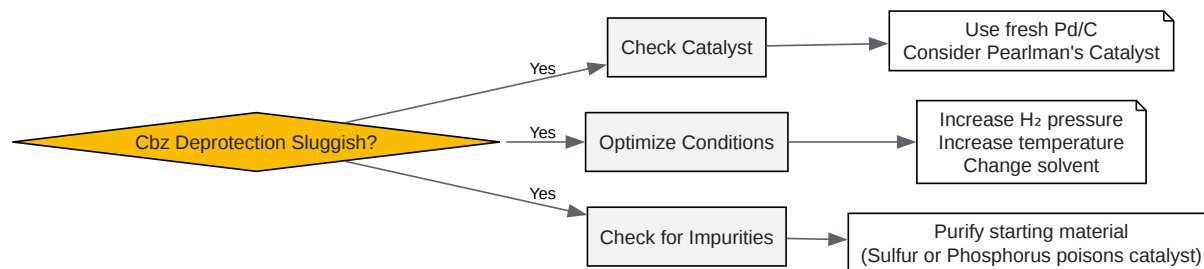 Cbz Deprotection Sluggish?
Yes
Check Catalyst
Use fresh Pd/C
Consider Pearlman's Catalyst
Yes
Optimize Conditions
Increase H₂ pressure
Increase temperature
Change solvent
Yes
Check for Impurities
Purify starting material
(Sulfur or Phosphorus poisons catalyst)